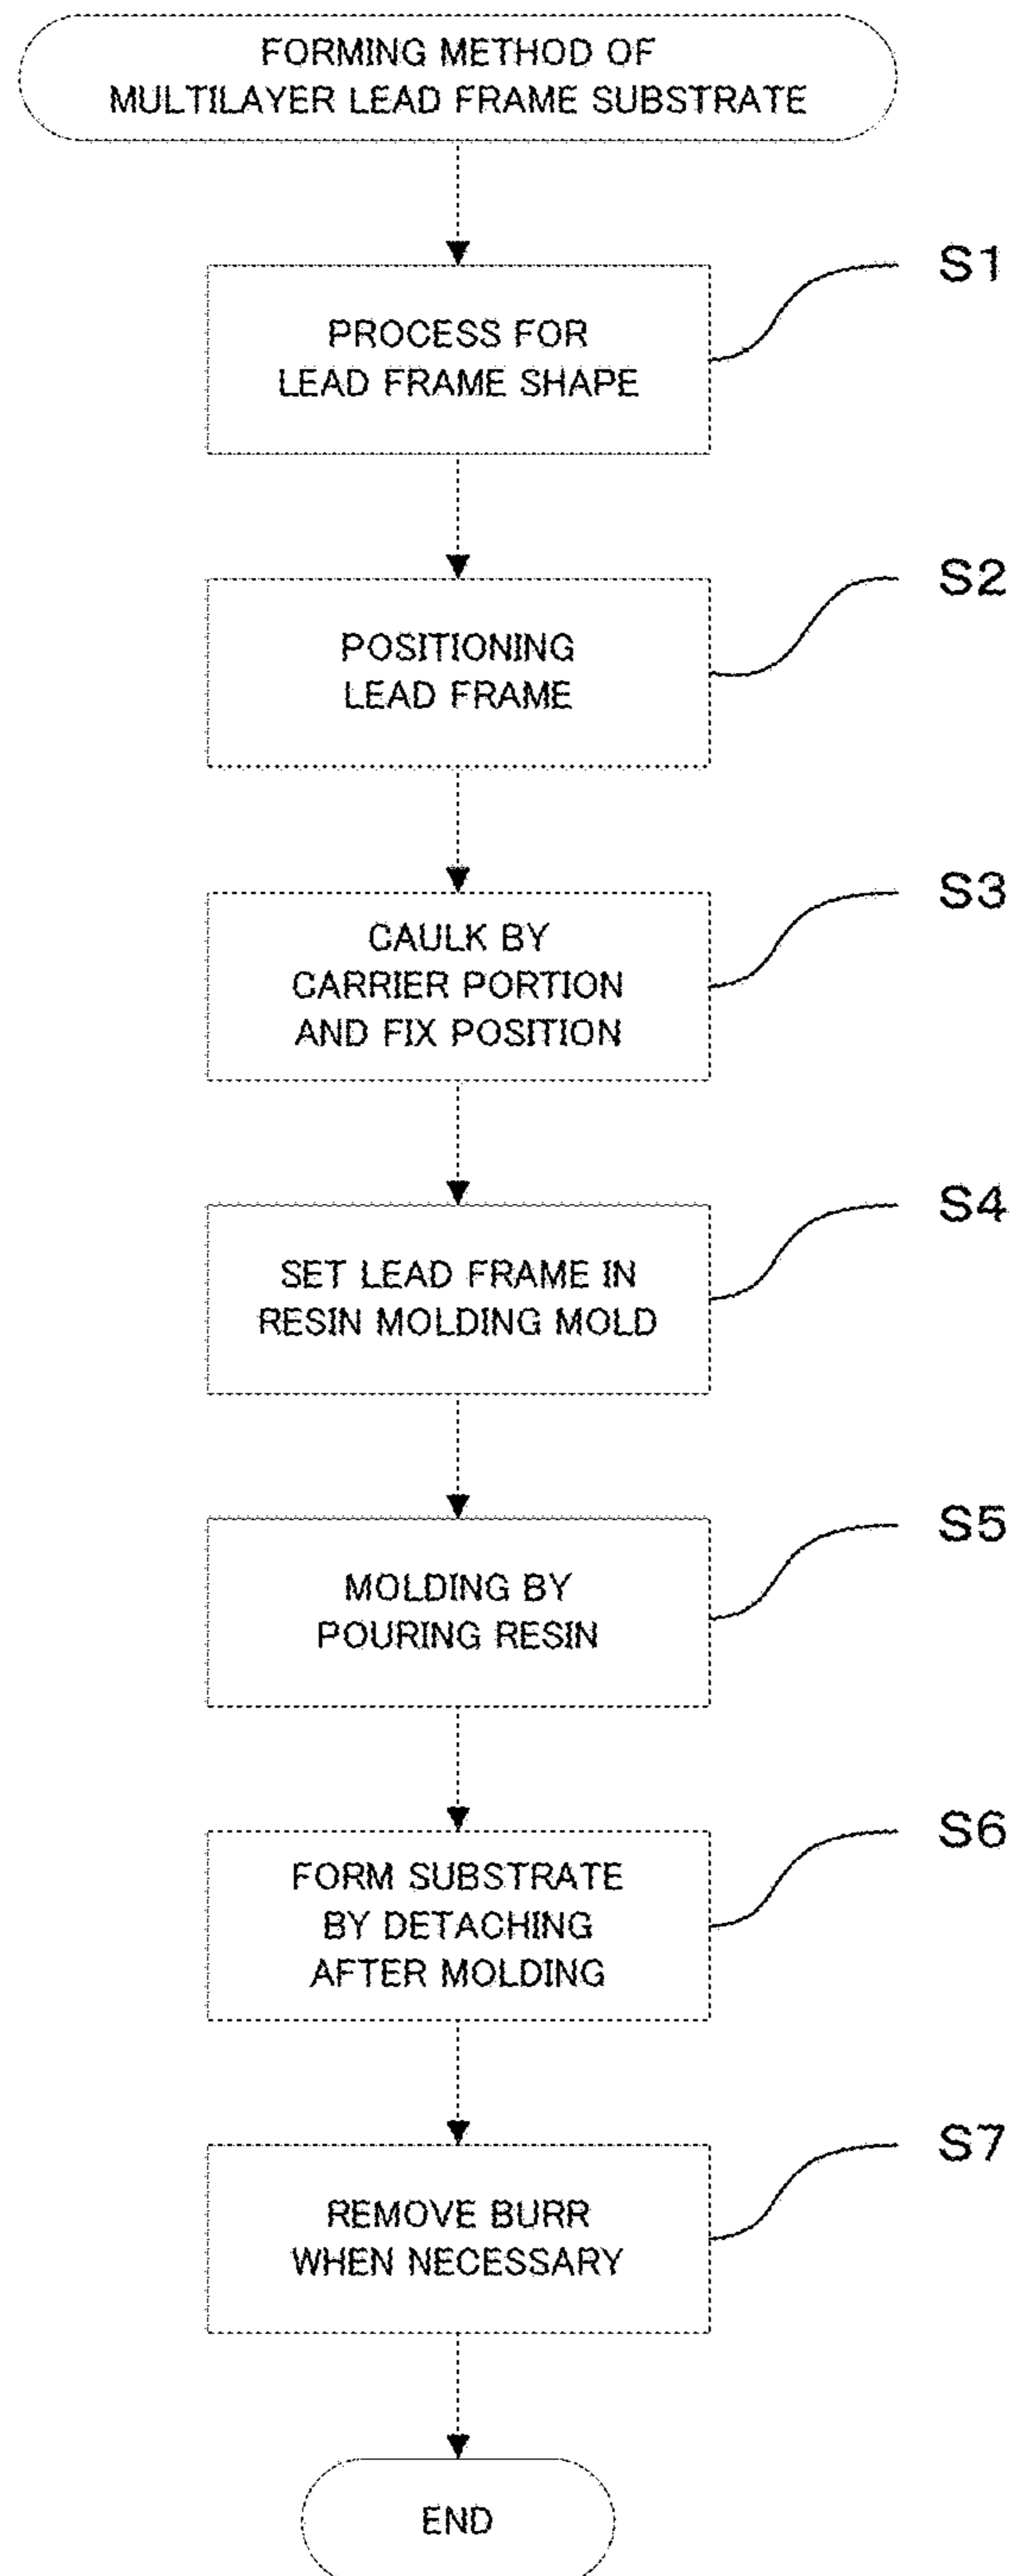 FORMING METHOD OF
MULTILAYER LEAD FRAME SUBSTRATE
S1
PROCESS FOR
LEAD FRAME SHAPE
S2
POSITIONING
LEAD FRAME
S3
CAULK BY
CARRIER PORTION
AND FIX POSITION
S4
SET LEAD FRAME IN
RESIN MOLDING MOLD
S5
MOLDING BY
POURING RESIN
S6
FORM SUBSTRATE
BY DETACHING
AFTER MOLDING
S7
REMOVE BURR
WHEN NECESSARY
END